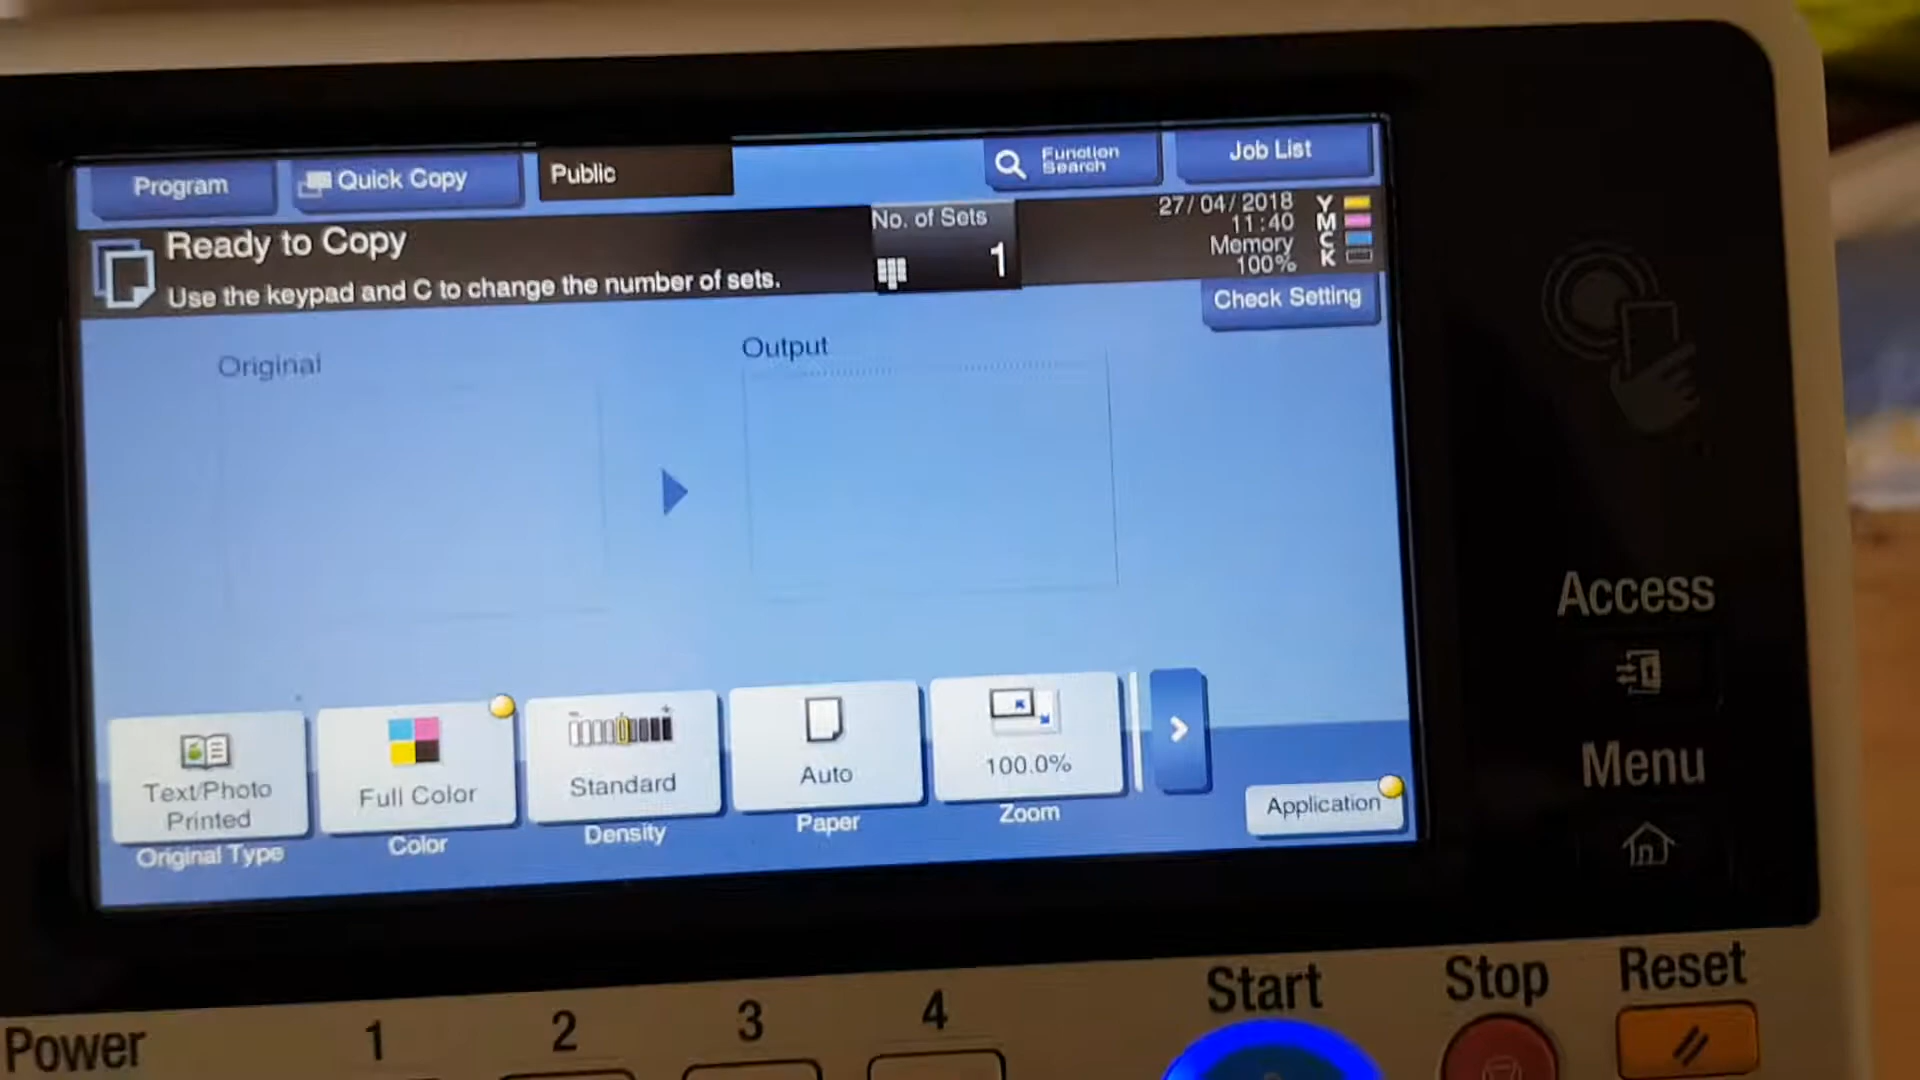 Program
Quick Copy
Public
Function
Search
Job List
Ready to Copy
Use the keypad and C to change the number of sets.
No. of Sets
1
27/04/2018
11:40
Memory
100%
Y
M
C
K
Check Setting
Original
Output
Text/Photo
Printed
Original Type
Full Color
Color
Standard
Density
Auto
Paper
100.0%
Zoom
Application
Access
Menu
Power
1
2
3
4
Start
Stop
Reset